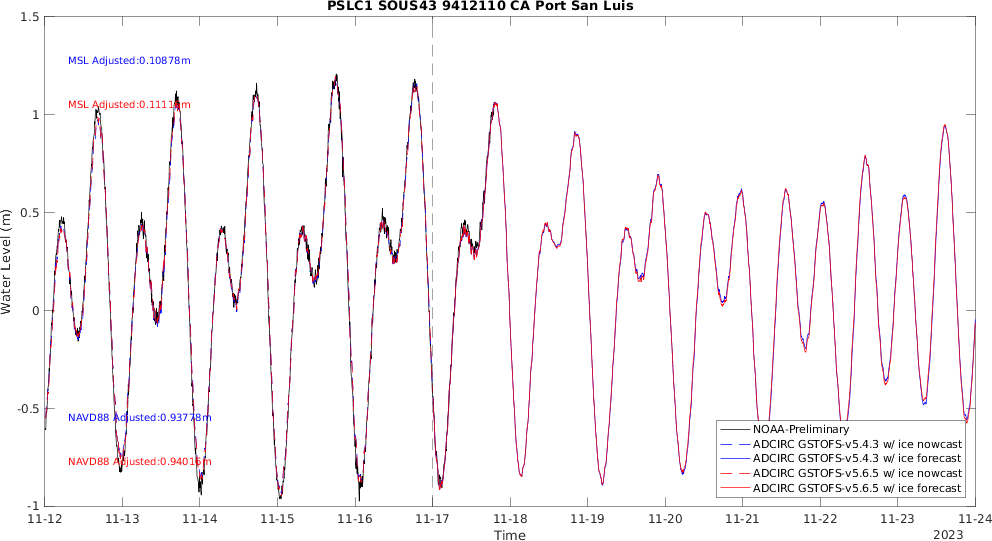 PSLC1 SOUS43 9412110 CA Port San Luis
1.5
MSL Adjusted:0.10878m
MSL Adjusted:0.1111 m
1
0.5
Water Level (m)
0
NAVD88 Adjusted:0.93778m
-0.5
NOAA-Preliminary
ADCIRC GSTOFS-v5.4.3 w/ ice nowcast
NAVD88 Adjusted:0.94016m
ADCIRC GSTOFS-v5.4.3 w/ ice forecast
ADCIRC GSTOFS-v5.6.5 w/ ice nowcast
ADCIRC GSTOFS-v5.6.5 w/ ice forecast
-1
11-12 11-13 11-14 11-15 11-16 11-17 11-18 11-19 11-20 11-21 11-22 11-23 11-24
Time
2023